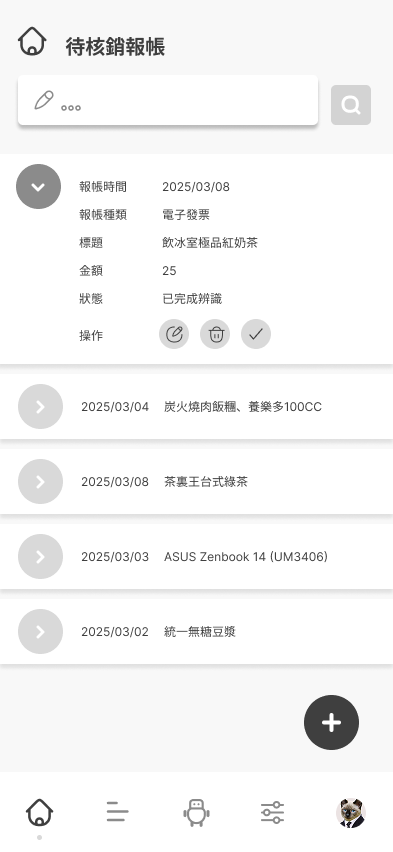 待核銷報帳
報帳時間 2025/03/08
報帳種類 電子發票
標題 飲冰室極品紅奶茶
金額 25
狀態 已完成辨識
操作
2025/03/04 炭火燒肉飯糰、養樂多100CC
2025/03/08 茶裏王台式綠茶
2025/03/03 ASUS Zenbook 14 (UM3406)
2025/03/02 統一無糖豆漿